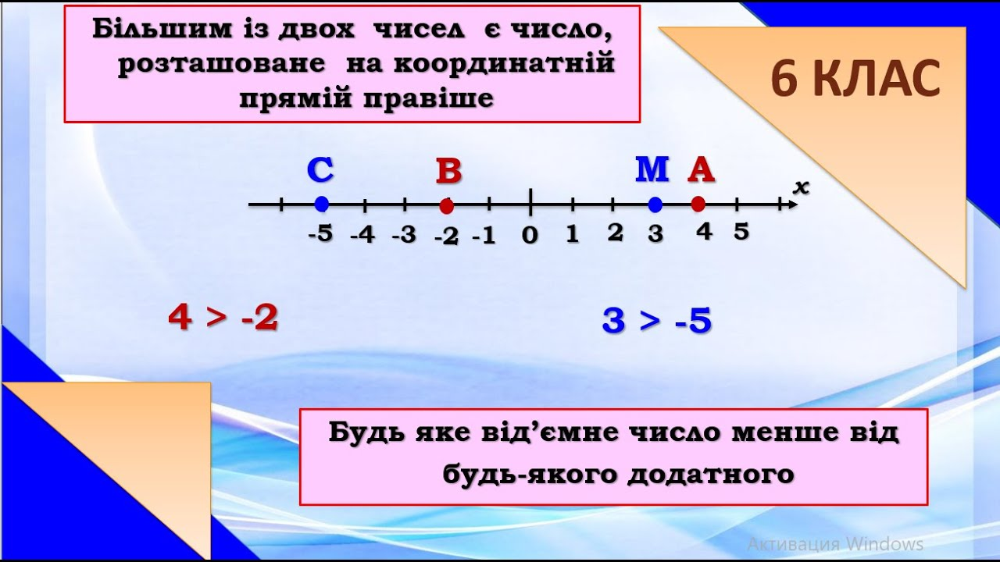 Більшим із двох чисел є число,
розташоване на координатній
прямій правіше
6 КЛАС
C B M A
x
-5 -4 -3 -2 -1 0 1 2 3 4 5
4 > -2 3 > -5
Будь яке від’ємне число менше від
будь-якого додатного
Активация Windows